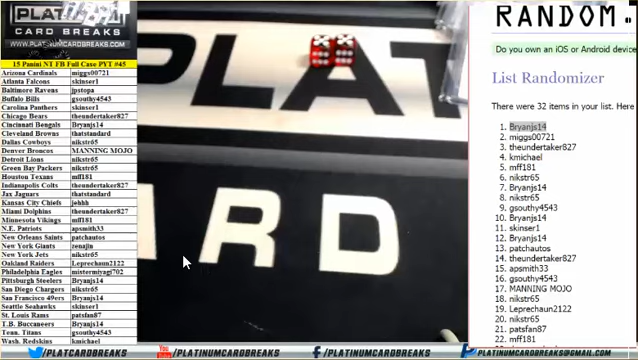 PLATINUM
CARD BREAKS
WWW.PLATINUMCARDBREAKS.COM
15 Panini NT FB Full Case PYT #45
Arizona Cardinals miggs00721
Atlanta Falcons skinser1
Baltimore Ravens jpstopa
Buffalo Bills gsouthy4543
Carolina Panthers skinser1
Chicago Bears theundertaker827
Cincinnati Bengals Bryanjs14
Cleveland Browns thatstandard
Dallas Cowboys nikstr65
Denver Broncos MANNING MOJO
Detroit Lions nikstr65
Green Bay Packers nikstr65
Houston Texans mff181
Indianapolis Colts theundertaker827
Jax Jaguars thatstandard
Kansas City Chiefs jehhh
Miami Dolphins theundertaker827
Minnesota Vikings mff181
N.E. Patriots apsmith33
New Orleans Saints patchautos
New York Giants zenajin
New York Jets nikstr65
Oakland Raiders Leprechaun2122
Philadelphia Eagles mistermiyagi702
Pittsburgh Steelers Bryanjs14
San Diego Chargers nikstr65
San Francisco 49ers Bryanjs14
Seattle Seahawks skinser1
St. Louis Rams patsfan87
T.B. Buccaneers Bryanjs14
Tenn. Titans gsouthy4543
Wash. Redskins kmichael
PLAT
ARD
RANDOM
Do you own an iOS or Android device
List Randomizer
There were 32 items in your list. Here
1. Bryanjs14
2. miggs00721
3. theundertaker827
4. kmichael
5. mff181
6. nikstr65
7. Bryanjs14
8. nikstr65
9. gsouthy4543
10. Bryanjs14
11. skinser1
12. Bryanjs14
13. patchautos
14. theundertaker827
15. apsmith33
16. gsouthy4543
17. MANNING MOJO
18. nikstr65
19. Leprechaun2122
20. nikstr65
21. patsfan87
22. mff181
/PLATCARDBREAKS
You Tube /PLATINUMCARDBREAKS
/PLATINUMCARDBREAKS
/PLATINUMCARDBREAKS